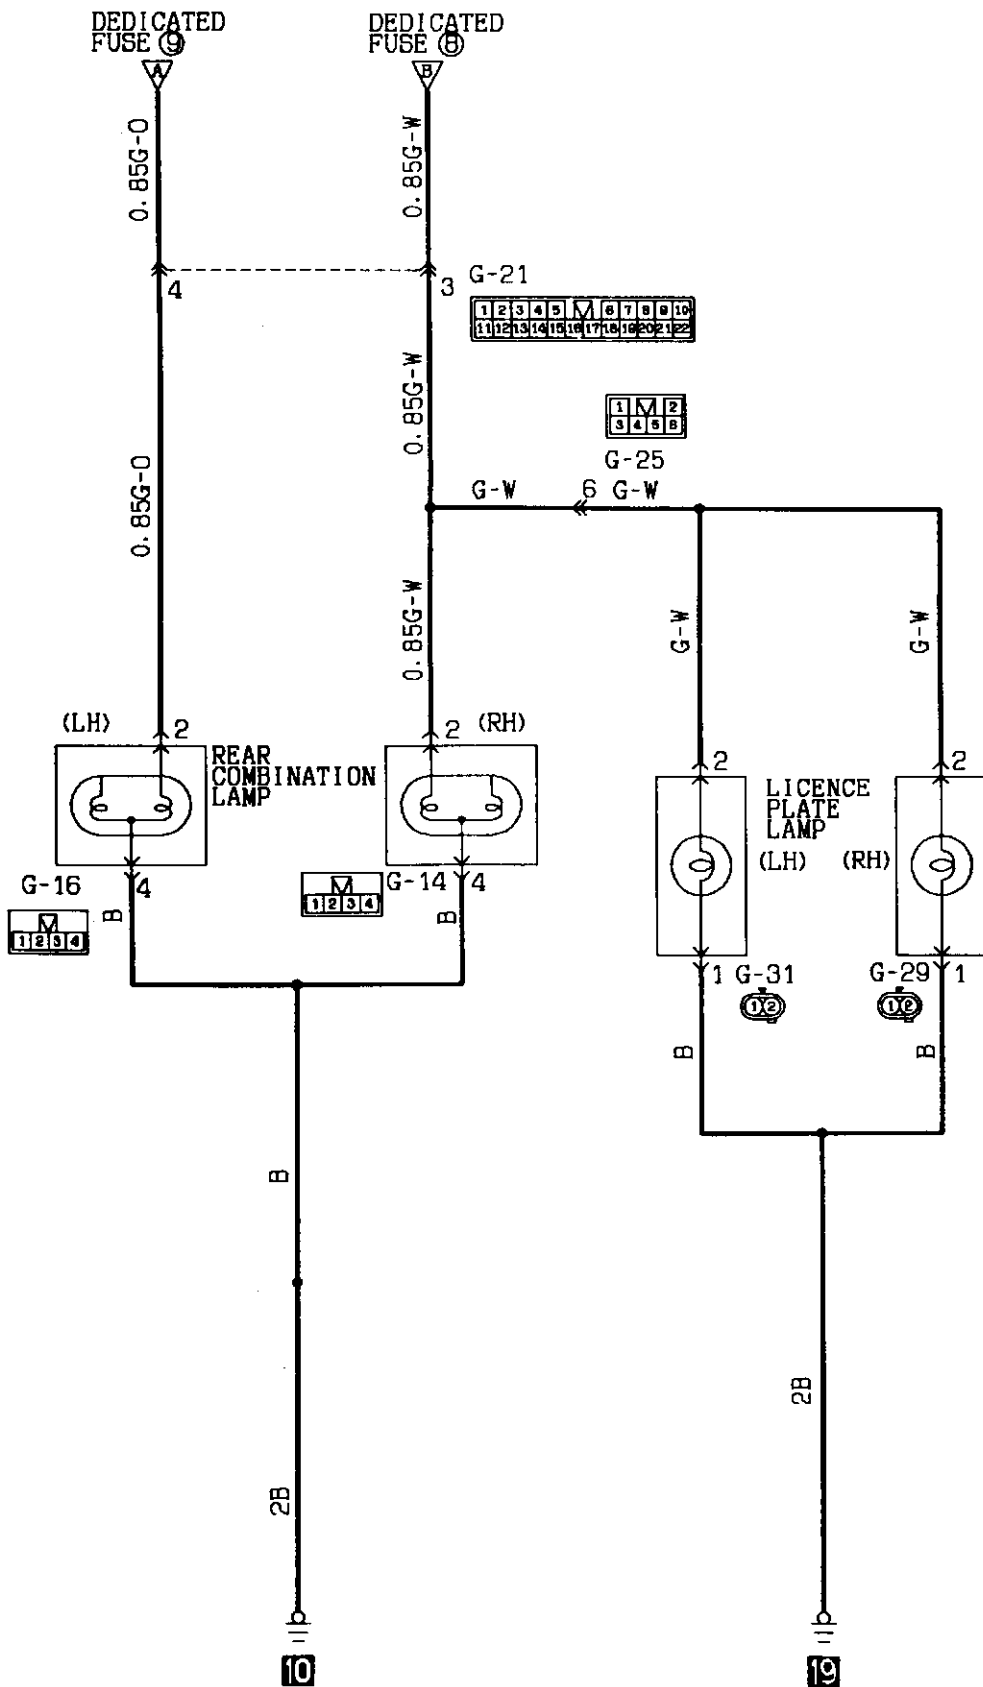 DEDICATED
FUSE ⑨
DEDICATED
FUSE ⑧
A
B
0.85G-O
0.85G-W
4
3
G-21
1 2 3 4 5 6 7 8 9 10
11 12 13 14 15 16 17 18 19 20 21 22
0.85G-O
0.85G-W
1 2
3 4 5 6
G-25
G-W
6
G-W
0.85G-W
G-W
G-W
(LH)
2
2
(RH)
REAR
COMBINATION
LAMP
2
LICENCE
PLATE
LAMP
(LH)
(RH)
2
G-16
4
1 2 3 4
B
G-14
4
1 2 3 4
B
1
G-31
1 2
B
G-29
1
1 2
B
B
2B
2B
10
19